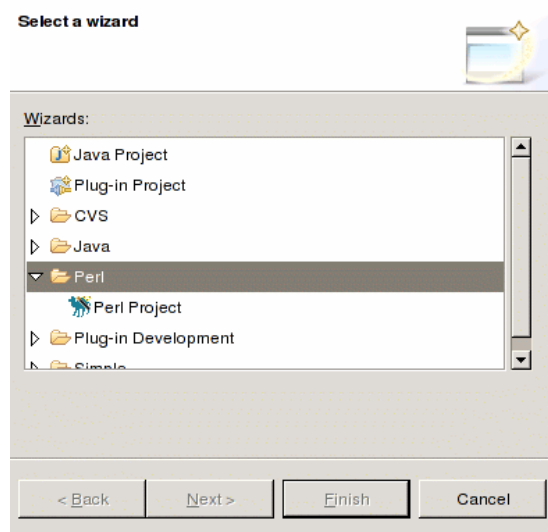 Select a wizard
Wizards:
Java Project
Plug-in Project
CVS
Java
Perl
Perl Project
Plug-in Development
Simple
< Back
Next >
Finish
Cancel